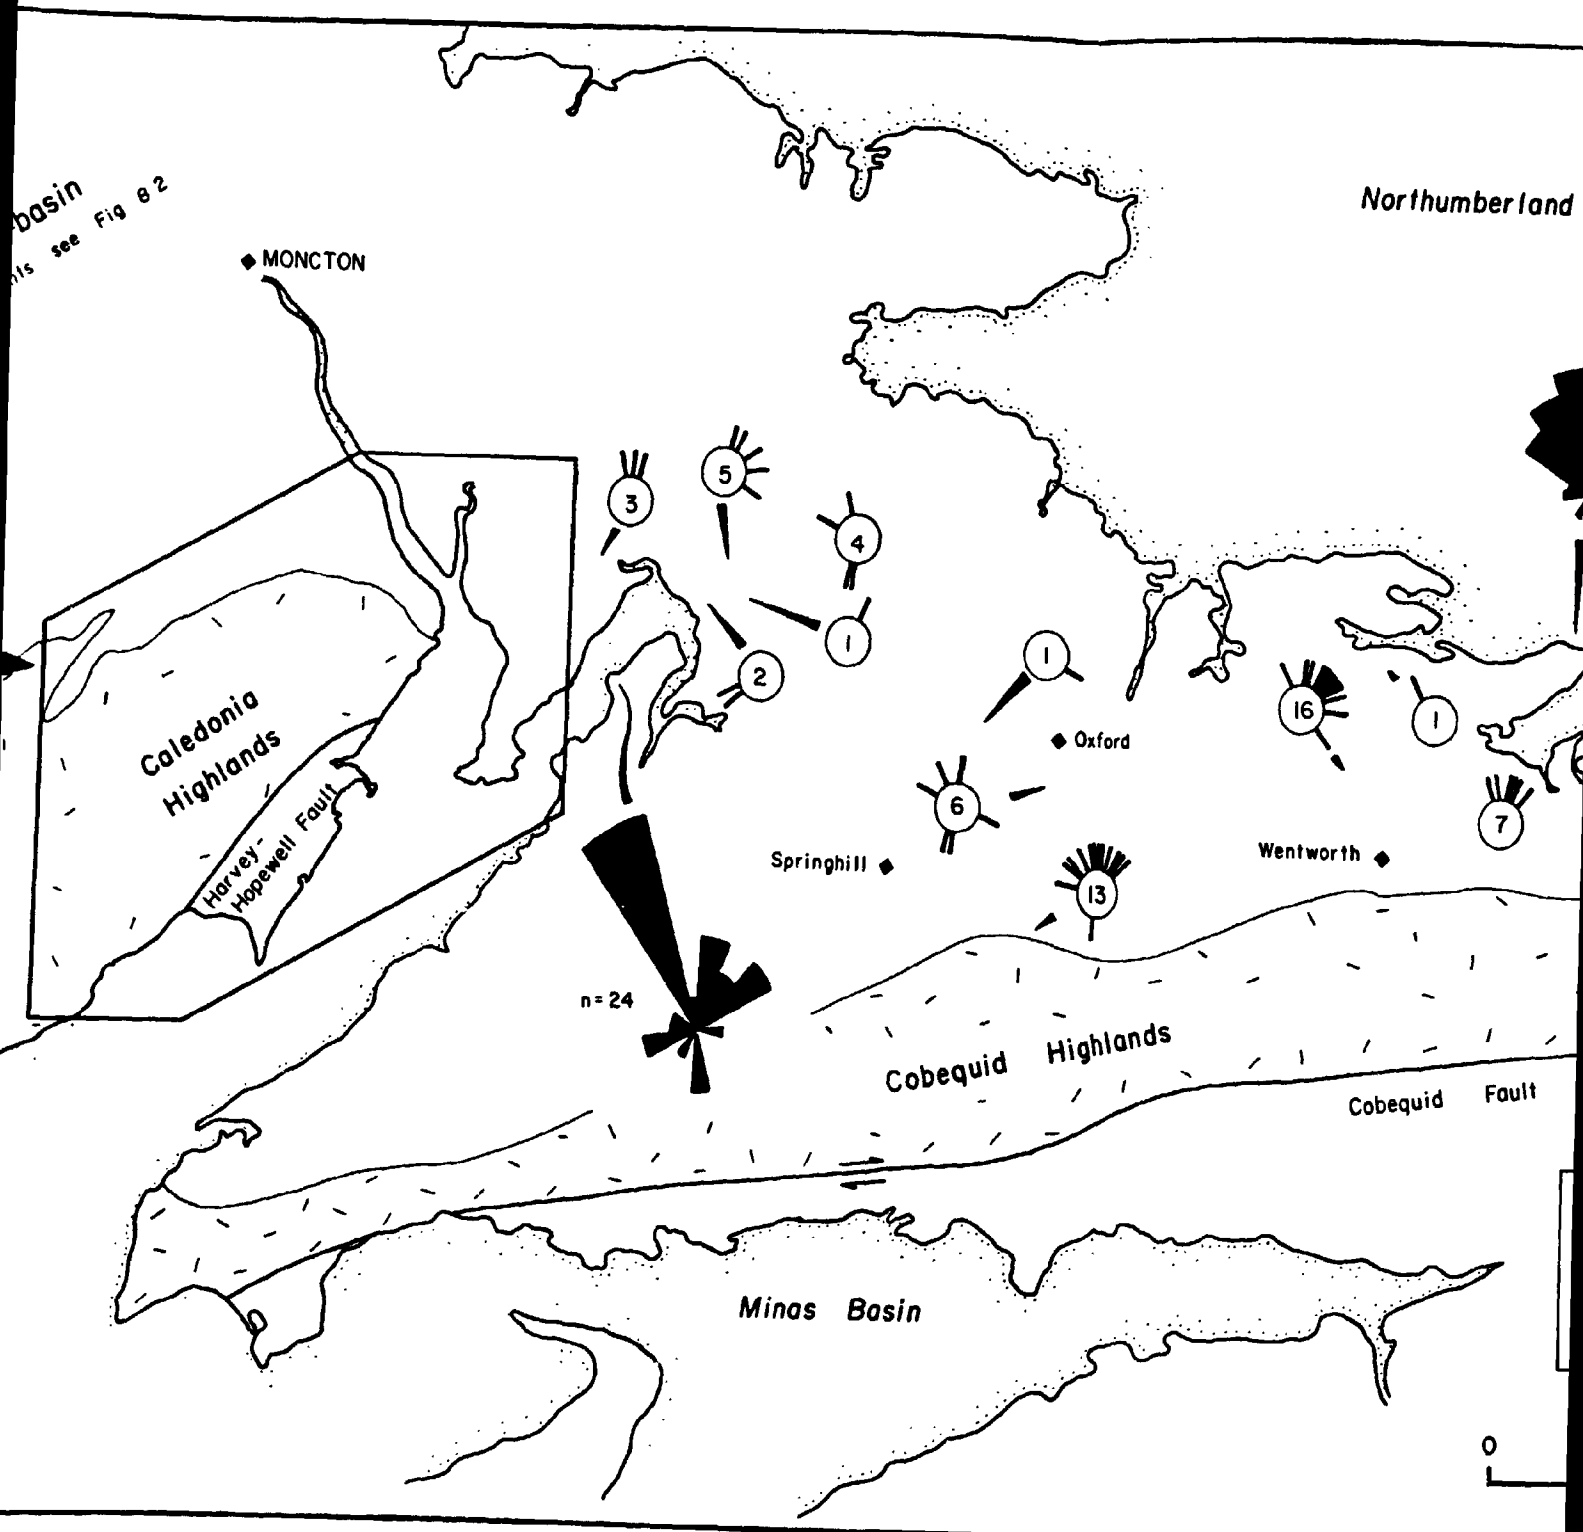 Northumberland
basin
see Fig 8 2
MONCTON
5
3
4
1
2
1
16
1
Oxford
6
7
Springhill
Wentworth
13
Caledonia
Highlands
Harvey-
Hopewell Fault
n=24
Cobequid Highlands
Cobequid Fault
Minas Basin
0